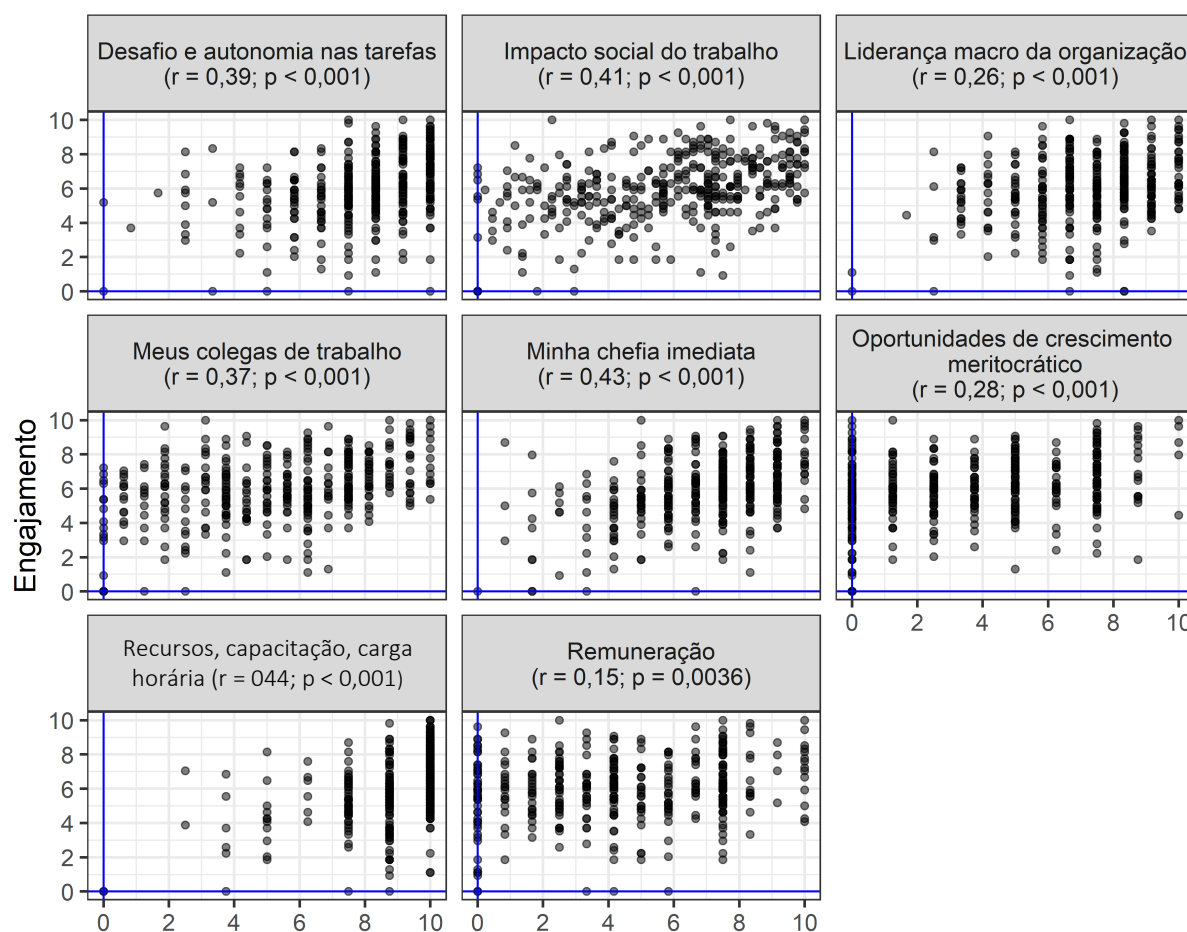 Desafio e autonomia nas tarefas
(r = 0,39; p < 0,001)
Impacto social do trabalho
(r = 0,41; p < 0,001)
Liderança macro da organização
(r = 0,26; p < 0,001)
10
8
6
4
2
0
Meus colegas de trabalho
(r = 0,37; p < 0,001)
Minha chefia imediata
(r = 0,43; p < 0,001)
Oportunidades de crescimento
meritocrático
(r = 0,28; p < 0,001)
Engajamento
10
8
6
4
2
0
0 2 4 6 8 10
Recursos, capacitação, carga
horária (r = 044; p < 0,001)
Remuneração
(r = 0,15; p = 0,0036)
10
8
6
4
2
0
0 2 4 6 8 10
0 2 4 6 8 10